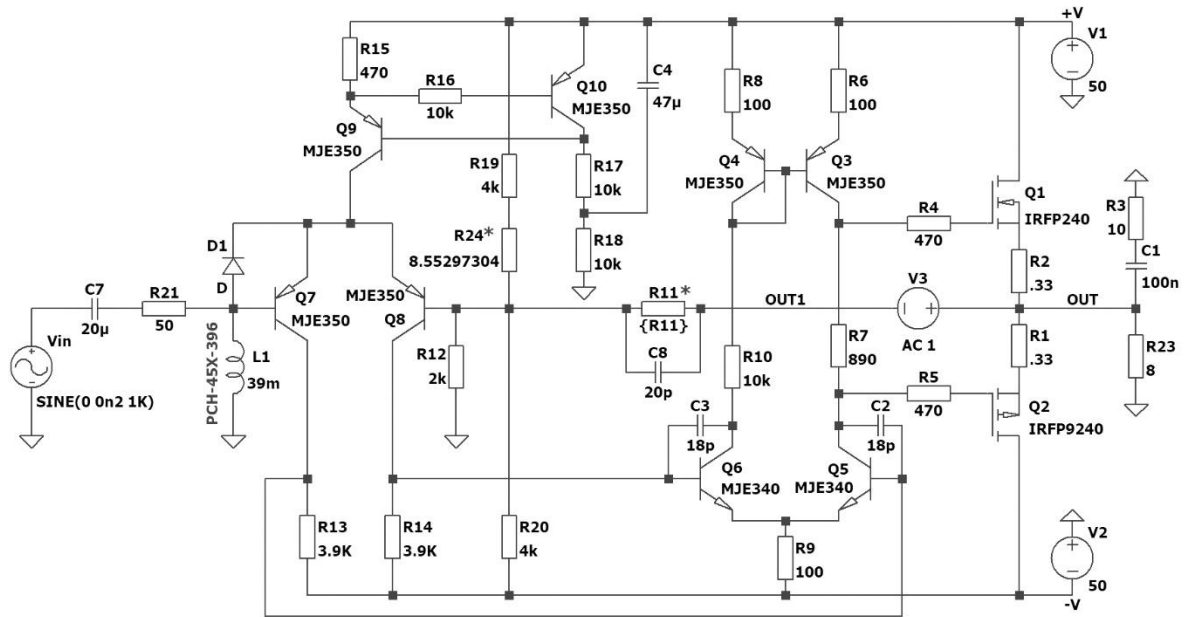 +V
V1
50
R15
470
R16
10k
Q10
MJE350
C4
47µ
R8
100
R6
100
Q9
MJE350
R19
4k
R17
10k
Q4
MJE350
Q3
MJE350
Q1
IRFP240
R4
470
R3
10
C1
100n
R24*
8.55297304
R18
10k
R2
.33
D1
D
C7
20µ
R21
50
Q7
MJE350
MJE350
Q8
R11*
{R11}
OUT1
V3
AC 1
OUT
Vin
SINE(0 0n2 1K)
PCH-45X-396
L1
39m
R12
2k
C8
20p
R10
10k
R7
890
R1
.33
R23
8
R5
470
Q2
IRFP9240
C3
18p
C2
18p
Q6
MJE340
Q5
MJE340
R13
3.9K
R14
3.9K
R20
4k
R9
100
V2
50
-V